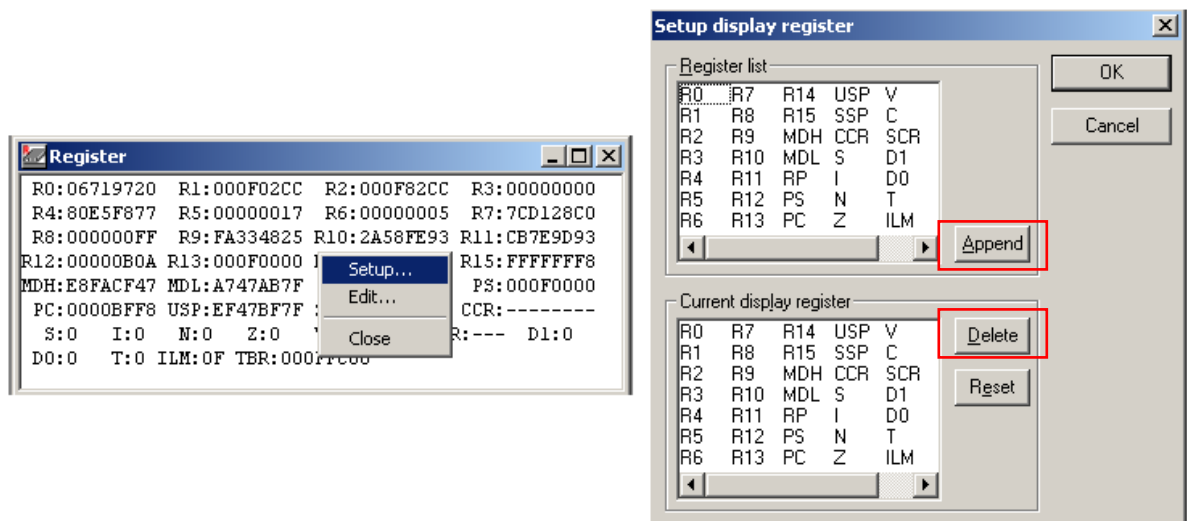 Register
R0:06719720 R1:000F02CC R2:000F82CC R3:00000000
R4:80E5F877 R5:00000017 R6:00000005 R7:7CD128C0
R8:000000FF R9:FA334825 R10:2A58FE93 R11:CB7E9D93
R12:00000B0A R13:000F0000 R15:FFFFFFF8
MDH:E8FACF47 MDL:A747AB7F PS:000F0000
PC:0000BFF8 USP:EF47BF7F CCR:--------
S:0 I:0 N:0 Z:0 R:--- D1:0
D0:0 T:0 ILM:0F TBR:000FFC00
Setup...
Edit...
Close
Setup display register
Register list
R0 R7 R14 USP V
R1 R8 R15 SSP C
R2 R9 MDH CCR SCR
R3 R10 MDL S D1
R4 R11 RP I D0
R5 R12 PS N T
R6 R13 PC Z ILM
Append
OK
Cancel
Current display register
R0 R7 R14 USP V
R1 R8 R15 SSP C
R2 R9 MDH CCR SCR
R3 R10 MDL S D1
R4 R11 RP I D0
R5 R12 PS N T
R6 R13 PC Z ILM
Delete
Reset